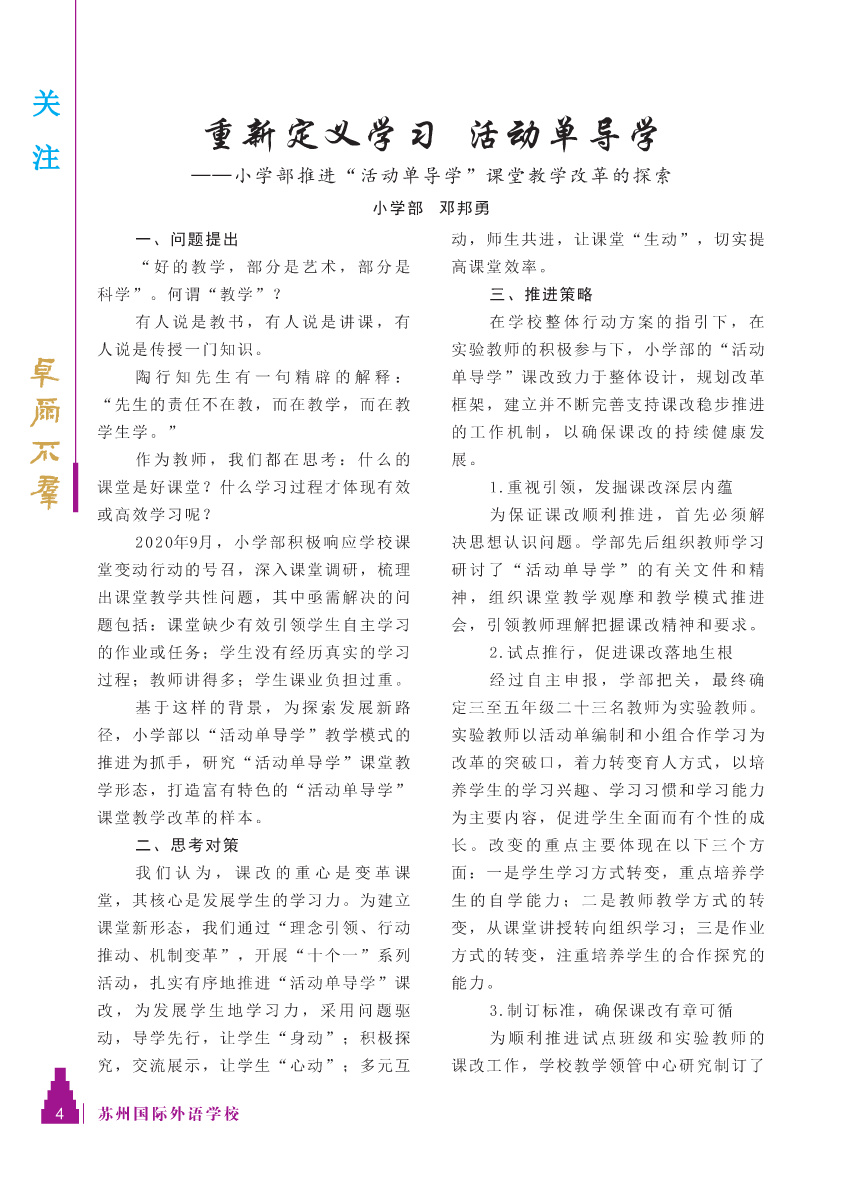 关
注
卓
尔
不
群
重新定义学习 活动单导学
——小学部推进“活动单导学”课堂教学改革的探索
小学部 邓邦勇
一、问题提出
“好的教学，部分是艺术，部分是
科学”。何谓“教学”？
有人说是教书，有人说是讲课，有
人说是传授一门知识。
陶行知先生有一句精辟的解释：
“先生的责任不在教，而在教学，而在教
学生学。”
作为教师，我们都在思考：什么的
课堂是好课堂？什么学习过程才体现有效
或高效学习呢？
2020年9月，小学部积极响应学校课
堂变动行动的号召，深入课堂调研，梳理
出课堂教学共性问题，其中亟需解决的问
题包括：课堂缺少有效引领学生自主学习
的作业或任务；学生没有经历真实的学习
过程；教师讲得多；学生课业负担过重。
基于这样的背景，为探索发展新路
径，小学部以“活动单导学”教学模式的
推进为抓手，研究“活动单导学”课堂教
学形态，打造富有特色的“活动单导学”
课堂教学改革的样本。
二、思考对策
我们认为，课改的重心是变革课
堂，其核心是发展学生的学习力。为建立
课堂新形态，我们通过“理念引领、行动
推动、机制变革”，开展“十个一”系列
活动，扎实有序地推进“活动单导学”课
改，为发展学生地学习力，采用问题驱
动，导学先行，让学生“身动”；积极探
究，交流展示，让学生“心动”；多元互
动，师生共进，让课堂“生动”，切实提
高课堂效率。
三、推进策略
在学校整体行动方案的指引下，在
实验教师的积极参与下，小学部的“活动
单导学”课改致力于整体设计，规划改革
框架，建立并不断完善支持课改稳步推进
的工作机制，以确保课改的持续健康发
展。
1.重视引领，发掘课改深层内蕴
为保证课改顺利推进，首先必须解
决思想认识问题。学部先后组织教师学习
研讨了“活动单导学”的有关文件和精
神，组织课堂教学观摩和教学模式推进
会，引领教师理解把握课改精神和要求。
2.试点推行，促进课改落地生根
经过自主申报，学部把关，最终确
定三至五年级二十三名教师为实验教师。
实验教师以活动单编制和小组合作学习为
改革的突破口，着力转变育人方式，以培
养学生的学习兴趣、学习习惯和学习能力
为主要内容，促进学生全面而有个性的成
长。改变的重点主要体现在以下三个方
面：一是学生学习方式转变，重点培养学
生的自学能力；二是教师教学方式的转
变，从课堂讲授转向组织学习；三是作业
方式的转变，注重培养学生的合作探究的
能力。
3.制订标准，确保课改有章可循
为顺利推进试点班级和实验教师的
课改工作，学校教学领管中心研究制订了
4 苏州国际外语学校